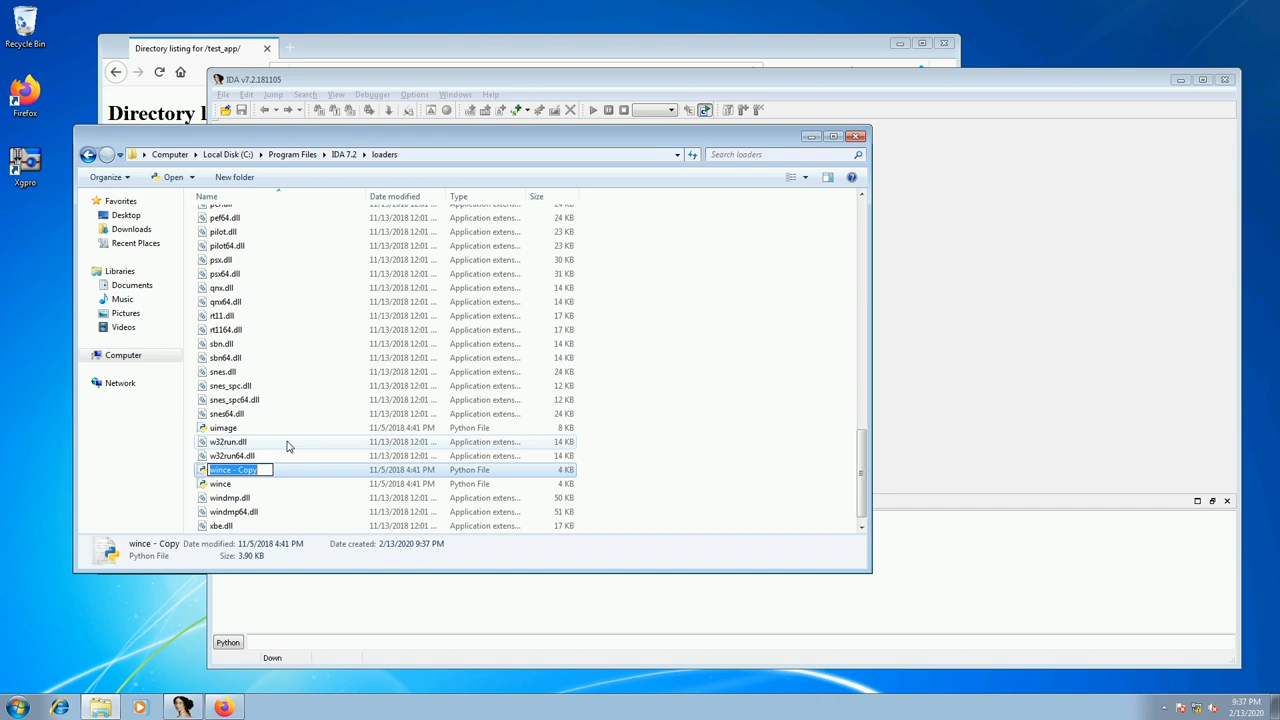 Recycle Bin
Firefox
Xgpro
Directory listing for /test_app/
Directory l
IDA v7.2.181105
File Edit Jump Search View Debugger Options Windows Help
Computer Local Disk (C:) Program Files IDA 7.2 loaders
Search loaders
Organize Open New folder
Favorites
Desktop
Downloads
Recent Places
Libraries
Documents
Music
Pictures
Videos
Computer
Network
Name Date modified Type Size
pef64.dll 11/13/2018 12:01 ... Application extens... 24 KB
pilot.dll 11/13/2018 12:01 ... Application extens... 23 KB
pilot64.dll 11/13/2018 12:01 ... Application extens... 23 KB
psx.dll 11/13/2018 12:01 ... Application extens... 30 KB
psx64.dll 11/13/2018 12:01 ... Application extens... 31 KB
qnx.dll 11/13/2018 12:01 ... Application extens... 14 KB
qnx64.dll 11/13/2018 12:01 ... Application extens... 14 KB
rt11.dll 11/13/2018 12:01 ... Application extens... 17 KB
rt1164.dll 11/13/2018 12:01 ... Application extens... 17 KB
sbn.dll 11/13/2018 12:01 ... Application extens... 14 KB
sbn64.dll 11/13/2018 12:01 ... Application extens... 14 KB
snes.dll 11/13/2018 12:01 ... Application extens... 24 KB
snes_spc.dll 11/13/2018 12:01 ... Application extens... 12 KB
snes_spc64.dll 11/13/2018 12:01 ... Application extens... 12 KB
snes64.dll 11/13/2018 12:01 ... Application extens... 24 KB
uimage 11/5/2018 4:41 PM Python File 8 KB
w32run.dll 11/13/2018 12:01 ... Application extens... 14 KB
w32run64.dll 11/13/2018 12:01 ... Application extens... 14 KB
wince - Copy 11/5/2018 4:41 PM Python File 4 KB
wince 11/5/2018 4:41 PM Python File 4 KB
windmp.dll 11/13/2018 12:01 ... Application extens... 50 KB
windmp64.dll 11/13/2018 12:01 ... Application extens... 51 KB
xbe.dll 11/13/2018 12:01 ... Application extens... 17 KB
wince - Copy Date modified: 11/5/2018 4:41 PM Date created: 2/13/2020 9:37 PM
Python File Size: 3.90 KB
Python
Down
9:37 PM
2/13/2020